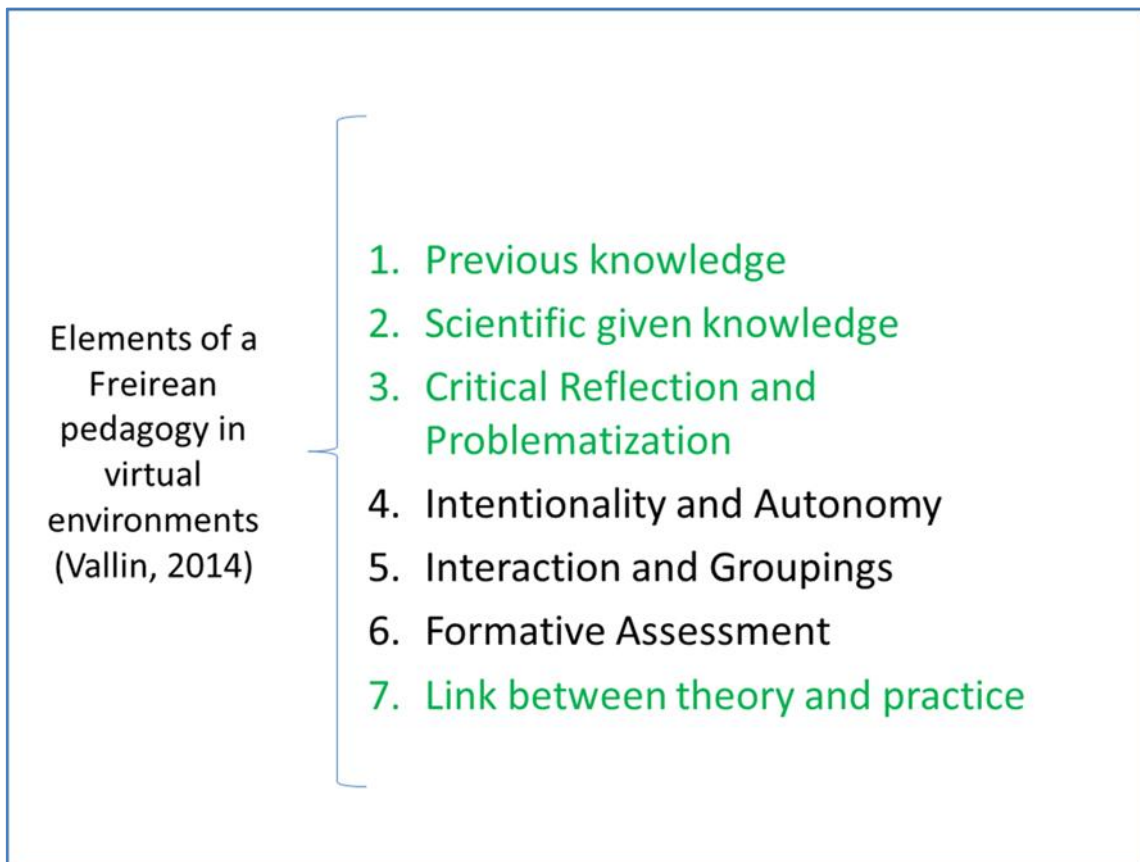 Elements of a
Freirean
pedagogy in
virtual
environments
(Vallin, 2014)
1. Previous knowledge
2. Scientific given knowledge
3. Critical Reflection and
Problematization
4. Intentionality and Autonomy
5. Interaction and Groupings
6. Formative Assessment
7. Link between theory and practice